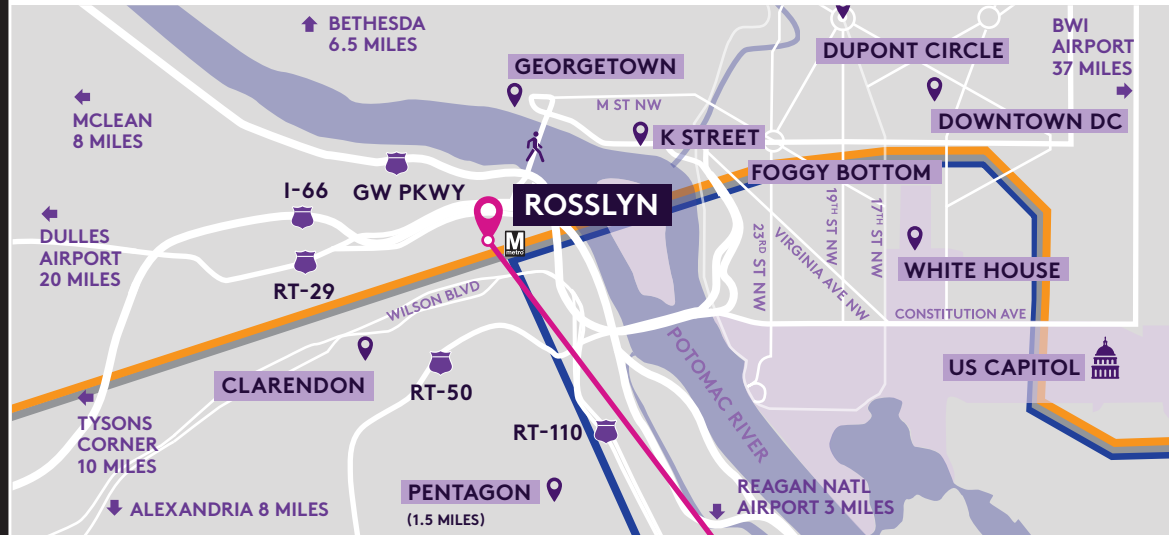 BETHESDA
6.5 MILES
BWI
AIRPORT
37 MILES
DUPONT CIRCLE
GEORGETOWN
M ST NW
MCLEAN
8 MILES
K STREET
DOWNTOWN DC
FOGGY BOTTOM
I-66
GW PKWY
ROSSLYN
M
metro
DULLES
AIRPORT
20 MILES
RT-29
WILSON BLVD
23RD ST NW
VIRGINIA AVE NW
19TH ST NW
17TH ST NW
WHITE HOUSE
CONSTITUTION AVE
CLARENDON
RT-50
POTOMAC RIVER
US CAPITOL
TYSONS
CORNER
10 MILES
RT-110
PENTAGON
(1.5 MILES)
REAGAN NATL
AIRPORT 3 MILES
ALEXANDRIA 8 MILES